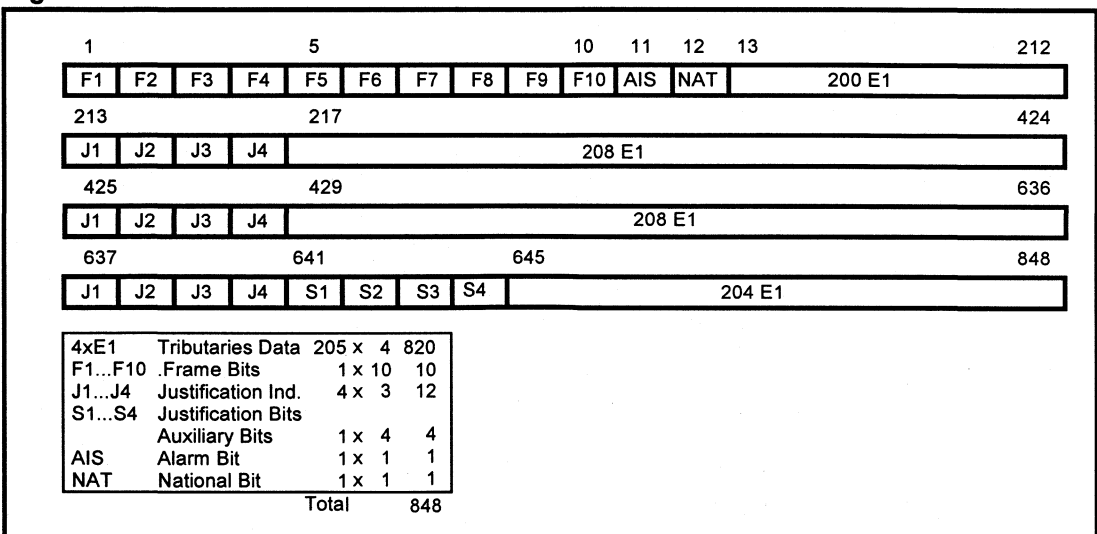 1 5 10 11 12 13 212
F1 F2 F3 F4 F5 F6 F7 F8 F9 F10 AIS NAT 200 E1
213 217 424
J1 J2 J3 J4 208 E1
425 429 636
J1 J2 J3 J4 208 E1
637 641 645 848
J1 J2 J3 J4 S1 S2 S3 S4 204 E1
4xE1 Tributaries Data 205 x 4 820
F1...F10 .Frame Bits 1 x 10 10
J1...J4 Justification Ind. 4 x 3 12
S1...S4 Justification Bits
Auxiliary Bits 1 x 4 4
AIS Alarm Bit 1 x 1 1
NAT National Bit 1 x 1 1
Total 848